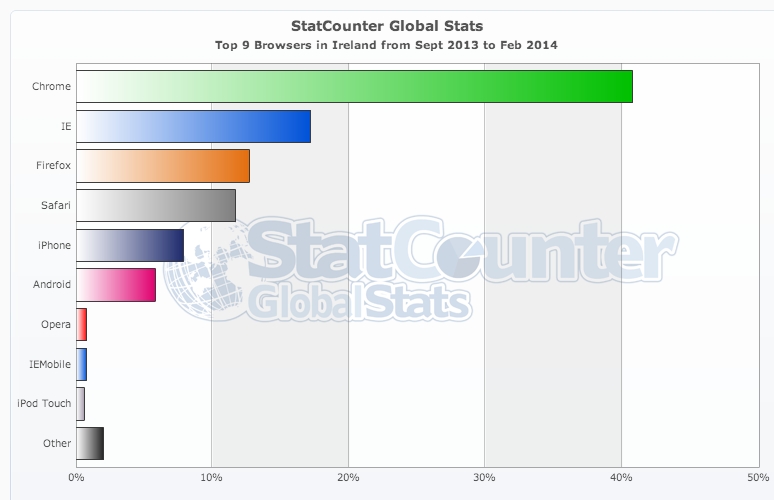 StatCounter Global Stats
Top 9 Browsers in Ireland from Sept 2013 to Feb 2014
Chrome
IE
Firefox
Safari
iPhone
Android
Opera
IEMobile
iPod Touch
Other
StatCounter
GlobalStats
0% 10% 20% 30% 40% 50%